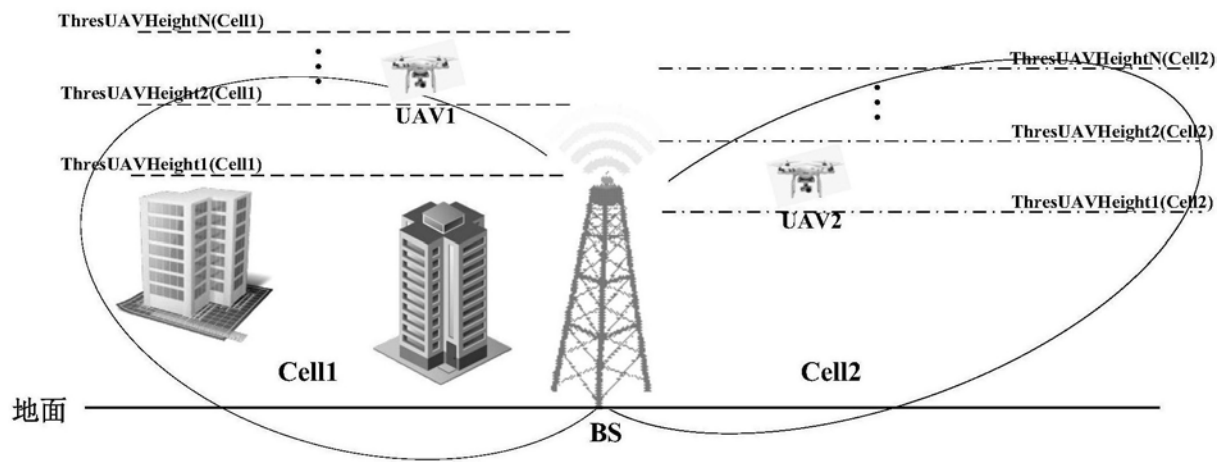 ThresUAVHeightN(Cell1)
ThresUAVHeight2(Cell1)
UAV1
ThresUAVHeight1(Cell1)
ThresUAVHeightN(Cell2)
ThresUAVHeight2(Cell2)
ThresUAVHeight1(Cell2)
UAV2
Cell1
Cell2
地面
BS